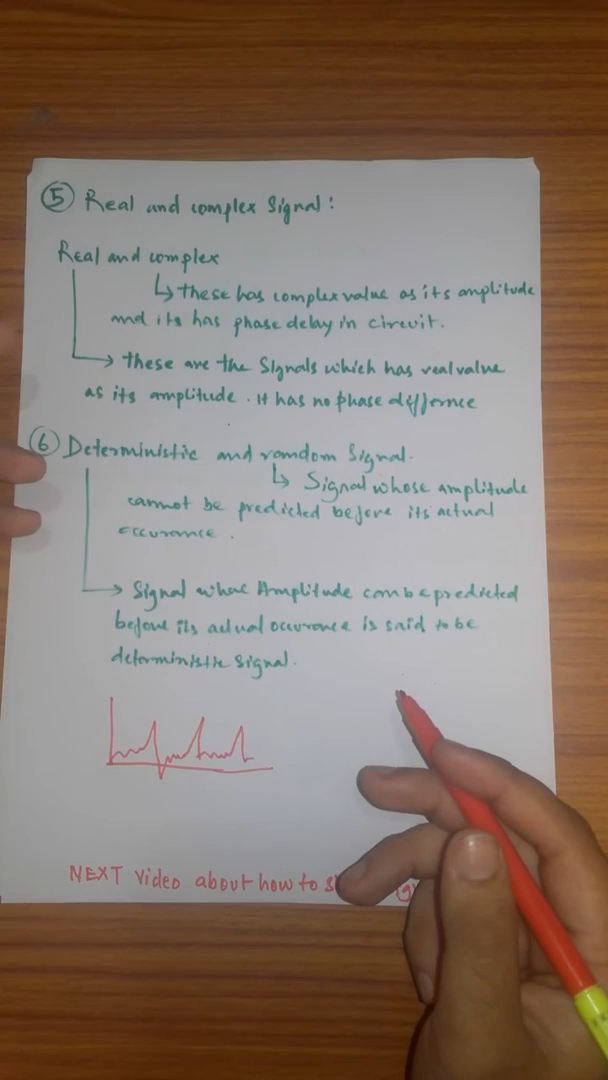 5 Real and complex Signal:
Real and complex
↳ these has complex value as its amplitude
and its has phase delay in circuit.
→ these are the Signals which has real value
as its amplitude. It has no phase differnce
6 Deterministic and random Signal.
↳ Signal whose amplitude
cannot be predicted before its actual
occurance.
→ Signal whose Amplitude can be predicted
before its actual occurance is said to be
deterministic signal.
NEXT video about how to